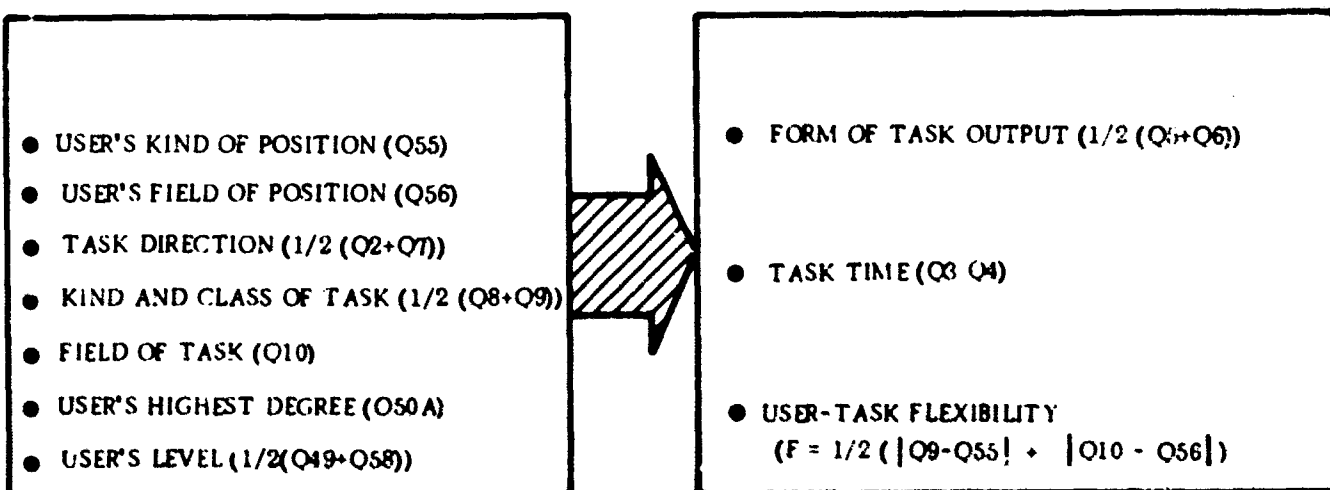 ● USER'S KIND OF POSITION (Q55)
● USER'S FIELD OF POSITION (Q56)
● TASK DIRECTION (1/2 (Q2+Q7))
● KIND AND CLASS OF TASK (1/2 (Q8+Q9))
● FIELD OF TASK (Q10)
● USER'S HIGHEST DEGREE (Q50A)
● USER'S LEVEL (1/2(Q49+Q58))
● FORM OF TASK OUTPUT (1/2 (Q5+Q6))
● TASK TIME (Q3 Q4)
● USER-TASK FLEXIBILITY
(F = 1/2 ( |Q9-Q55| + |Q10 - Q56| )